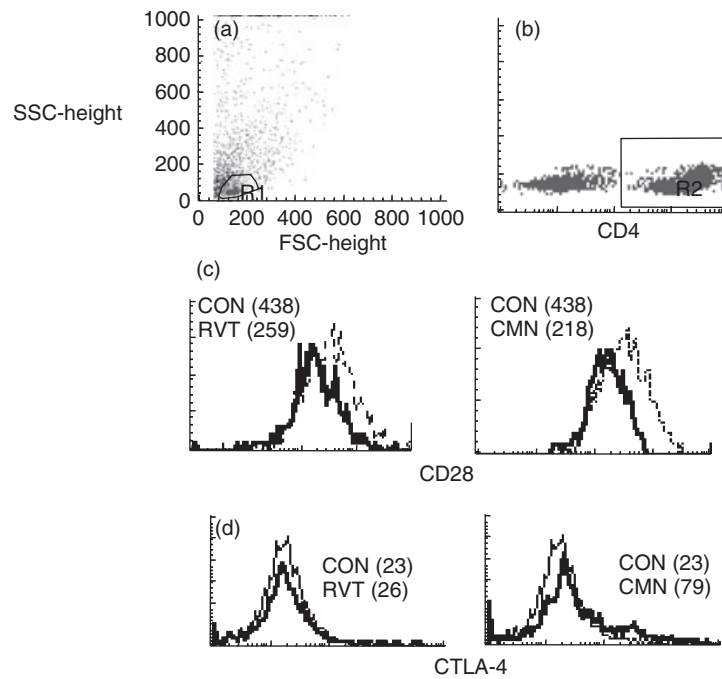 (a)
(b)
1000
800
600
400
200
0
SSC-height
R1
0 200 400 600 800 1000
FSC-height
R2
CD4
(c)
CON (438)
RVT (259)
CON (438)
CMN (218)
CD28
(d)
CON (23)
RVT (26)
CON (23)
CMN (79)
CTLA-4